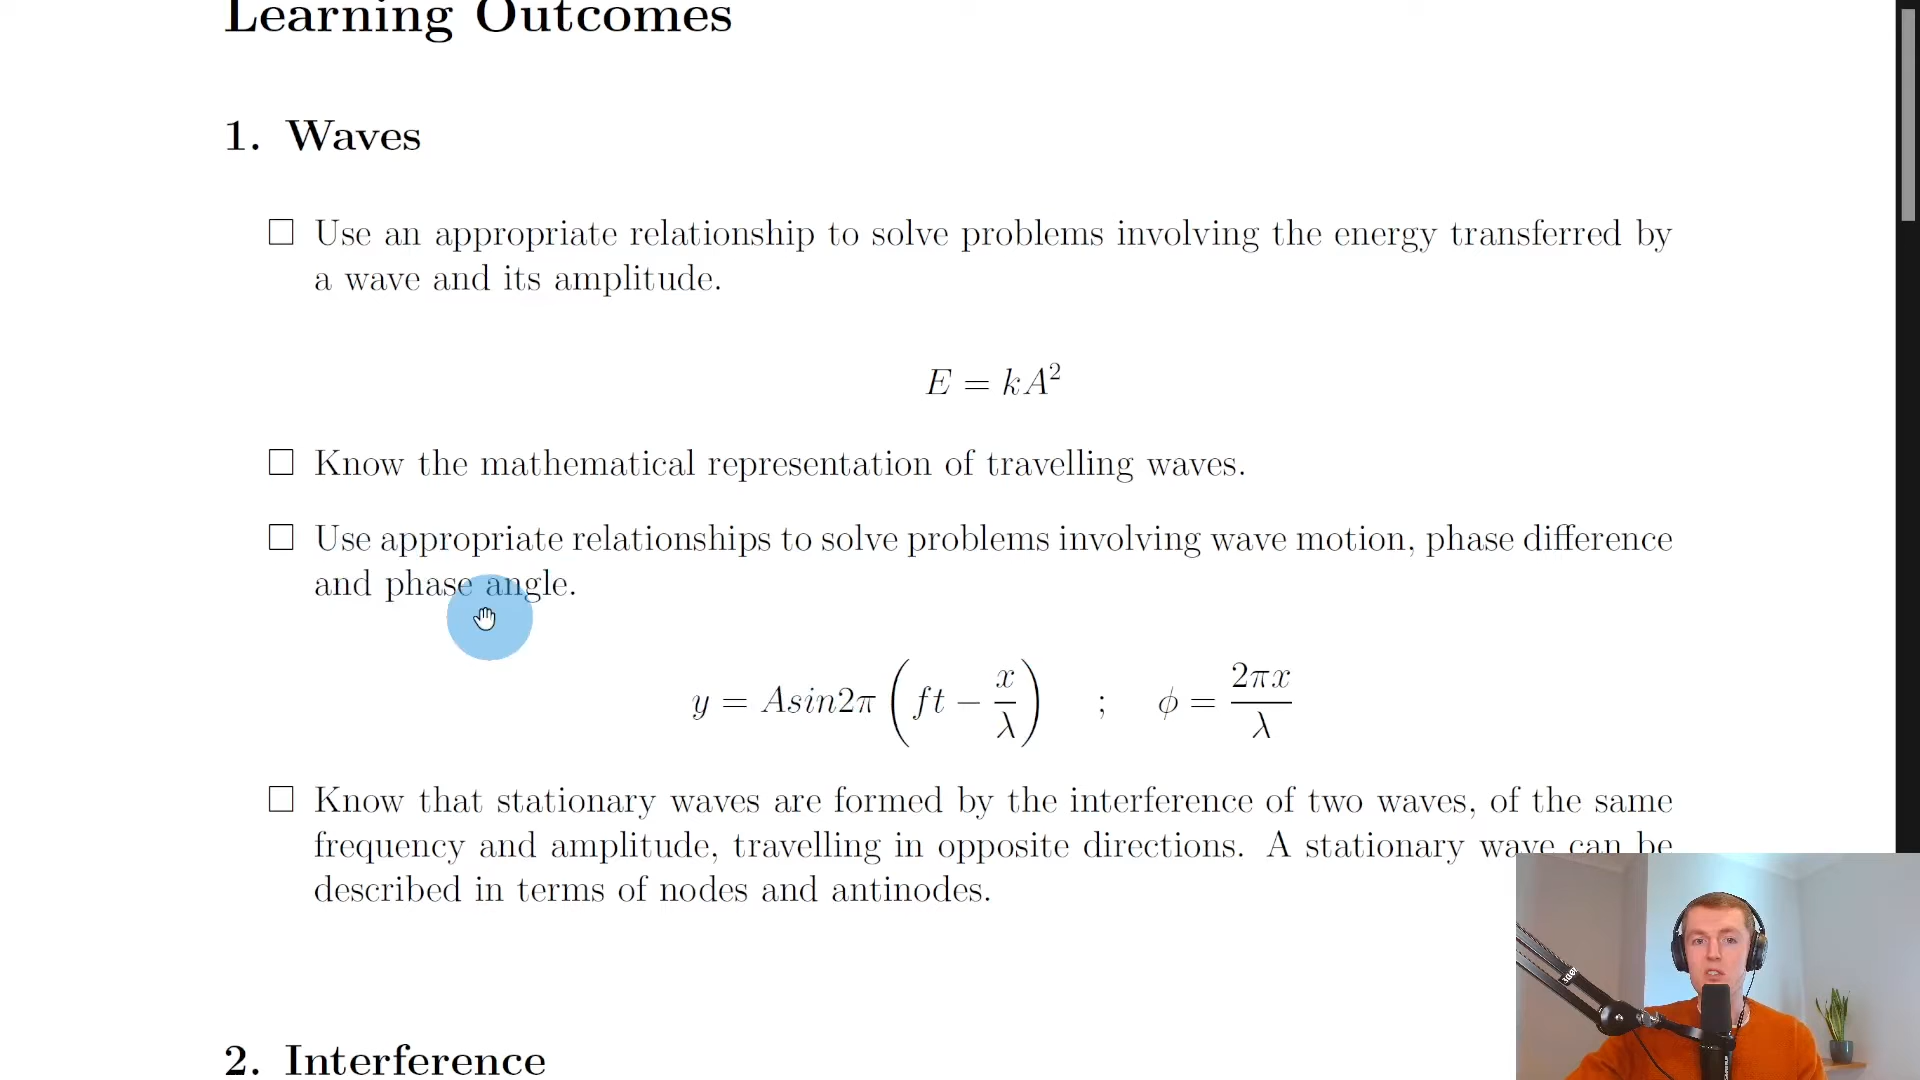 Learning Outcomes
1. Waves
☐ Use an appropriate relationship to solve problems involving the energy transferred by
a wave and its amplitude.
E = kA²
☐ Know the mathematical representation of travelling waves.
☐ Use appropriate relationships to solve problems involving wave motion, phase difference
and phase angle.
y = Asin2π (ft − x/λ) ; φ = 2πx/λ
☐ Know that stationary waves are formed by the interference of two waves, of the same
frequency and amplitude, travelling in opposite directions. A stationary wave can be
described in terms of nodes and antinodes.
2. Interference